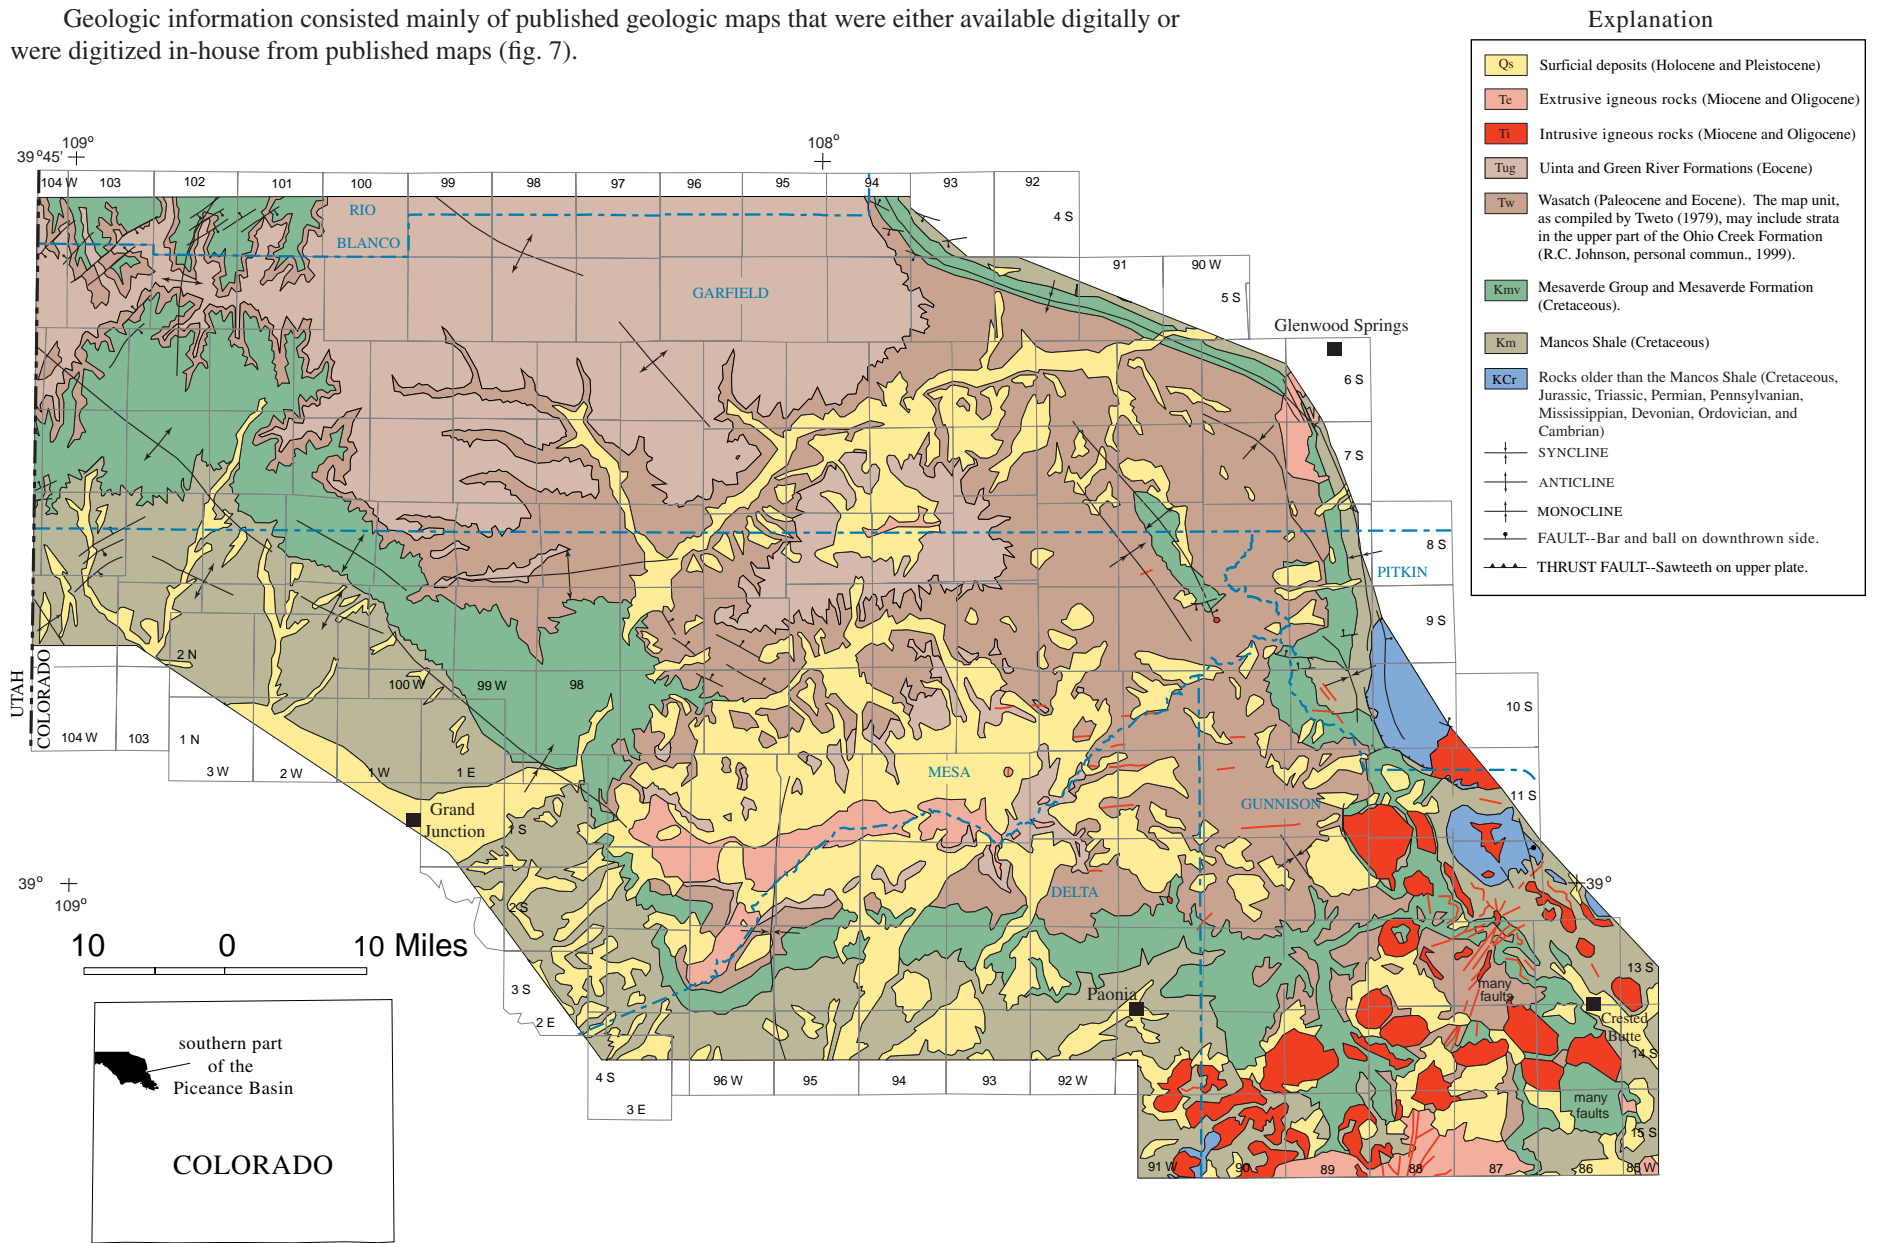 Geologic information consisted mainly of published geologic maps that were either available digitally or
were digitized in-house from published maps (fig. 7).
Explanation
Qs Surficial deposits (Holocene and Pleistocene)
Te Extrusive igneous rocks (Miocene and Oligocene)
Ti Intrusive igneous rocks (Miocene and Oligocene)
Tug Uinta and Green River Formations (Eocene)
Tw Wasatch (Paleocene and Eocene). The map unit,
as compiled by Tweto (1979), may include strata
in the upper part of the Ohio Creek Formation
(R.C. Johnson, personal commun., 1999).
Kmv Mesaverde Group and Mesaverde Formation
(Cretaceous).
Km Mancos Shale (Cretaceous)
KCr Rocks older than the Mancos Shale (Cretaceous,
Jurassic, Triassic, Permian, Pennsylvanian,
Mississippian, Devonian, Ordovician, and
Cambrian)
SYNCLINE
ANTICLINE
MONOCLINE
FAULT--Bar and ball on downthrown side.
THRUST FAULT--Sawteeth on upper plate.
109° 108°
39°45'
104 W 103 102 101 100 99 98 97 96 95 94 93 92
4 S
RIO
BLANCO
91 90 W
5 S
GARFIELD
Glenwood Springs
6 S
7 S
8 S
PITKIN
9 S
2 N
100 W 99 W 98
UTAH
COLORADO
10 S
104 W 103 1 N
3 W 2 W 1 W 1 E
MESA
11 S
GUNNISON
Grand
Junction
1 S
39°
109°
39°
DELTA
2 S
10 0 10 Miles
13 S
3 S
2 E
Paonia
many
faults
Crested
Butte
14 S
southern part
of the
Piceance Basin
4 S
3 E
96 W 95 94 93 92 W
many
faults
15 S
91 W 90 89 88 87 86 85 W
COLORADO